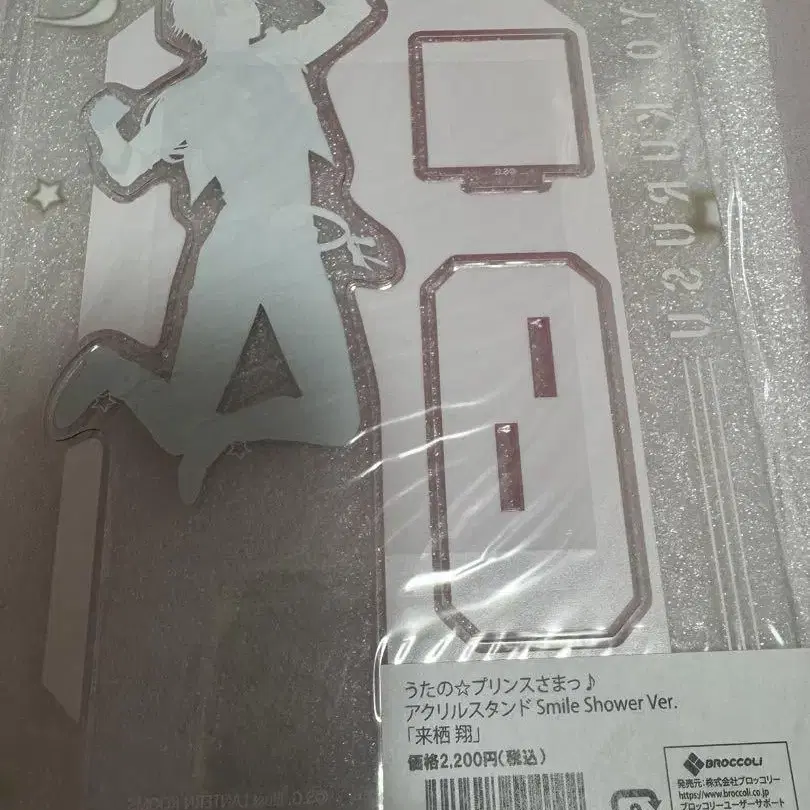 YO KURUSU
うたの☆プリンスさまっ♪
アクリルスタンド Smile Shower Ver.
「来栖 翔」
価格2,200円(税込)
BROCCOLI
発売元:株式会社ブロッコリー
https://www.broccoli.co.jp
ブロッコリーユーザーサポート